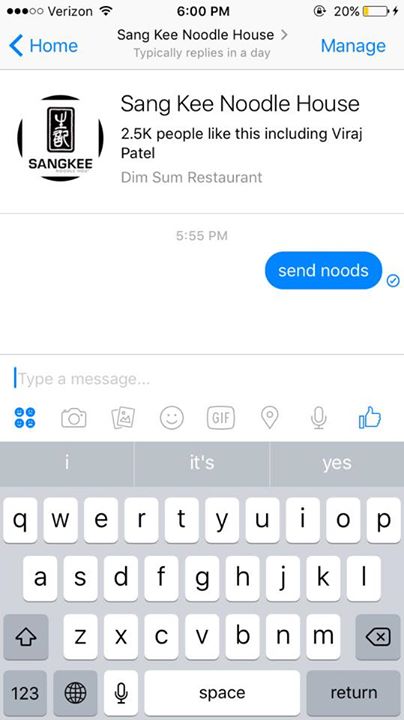 Verizon 6:00 PM 20%
Home Sang Kee Noodle House Manage
Typically replies in a day
Sang Kee Noodle House
2.5K people like this including Viraj
Patel
Dim Sum Restaurant
SANGKEE
NOODLE HOUSE
5:55 PM
send noods
Type a message...
GIF
i it's yes
q w e r t y u i o p
a s d f g h j k l
z x c v b n m
123 space return